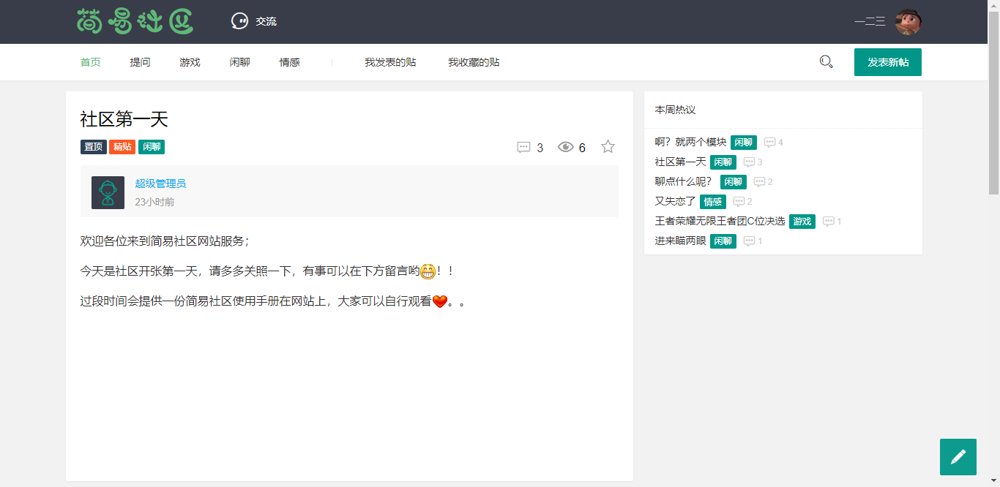 简易社区 交流 一二三
首页 提问 游戏 闲聊 情感 我发表的贴 我收藏的贴 发表新帖
社区第一天
置顶 精贴 闲聊 3 6
超级管理员
23小时前
欢迎各位来到简易社区网站服务；
今天是社区开张第一天，请多多关照一下，有事可以在下方留言哟😁！！
过段时间会提供一份简易社区使用手册在网站上，大家可以自行观看❤。。
本周热议
啊？就两个模块 闲聊 4
社区第一天 闲聊 3
聊点什么呢？ 闲聊 2
又失恋了 情感 2
王者荣耀无限王者团C位决选 游戏 1
进来瞄两眼 闲聊 1